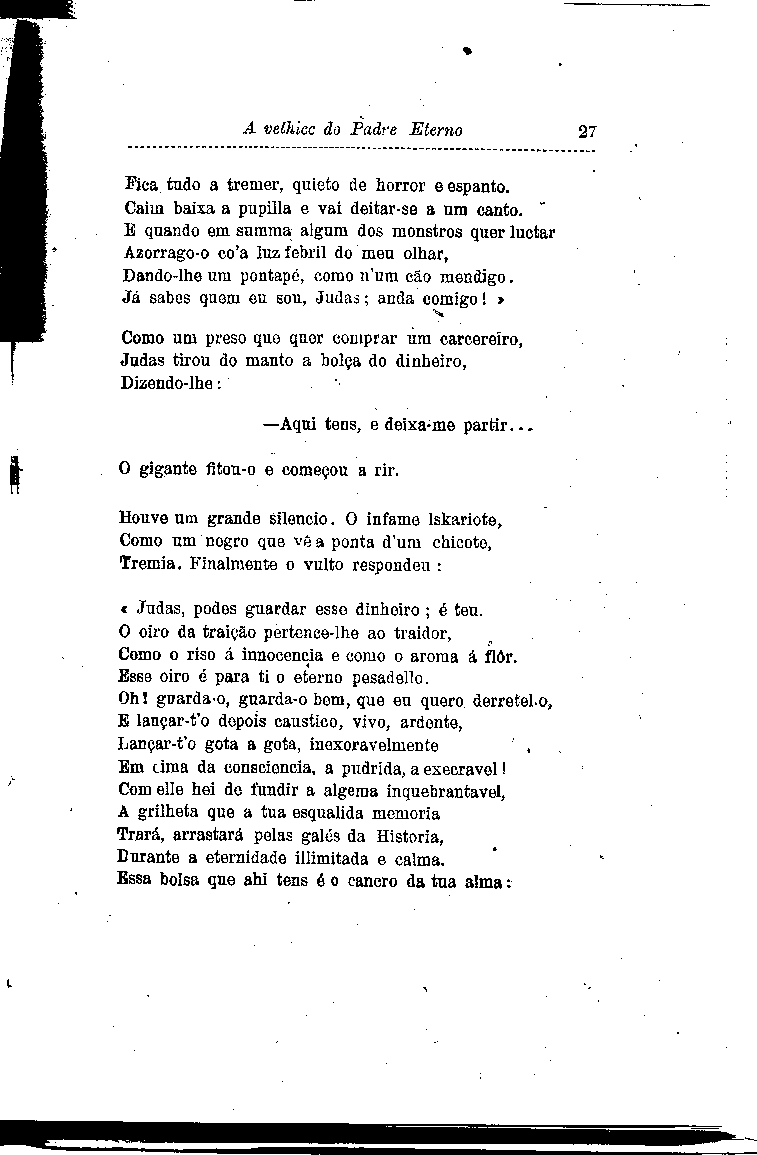 A velhice do Padre Eterno 27
Fica tudo a tremer, quieto de horror e espanto.
Caim baixa a pupilla e vai deitar-se a um canto.
E quando em summa algum dos monstros quer luctar
Azorrago-o co'a luz febril do meu olhar,
Dando-lhe um pontapé, como n'um cão mendigo.
Já sabes quem eu sou, Judas; anda comigo! »
Como um preso que quer comprar um carcereiro,
Judas tirou do manto a bolça do dinheiro,
Dizendo-lhe:
—Aqui tens, e deixa-me partir...
O gigante fitou-o e começou a rir.
Houve um grande silencio. O infame Iskariote,
Como um negro que vê a ponta d'um chicote,
Tremia. Finalmente o vulto respondeu :
« Judas, podes guardar esse dinheiro ; é teu.
O oiro da traição pertence-lhe ao traidor,
Como o riso á innocencia e como o aroma á flôr.
Esse oiro é para ti o eterno pesadello.
Oh! guarda-o, guarda-o bem, que eu quero derretel-o,
E lançar-t'o depois caustico, vivo, ardente,
Lançar-t'o gota a gota, inexoravelmente
Em cima da consciencia, a pudrida, a execravel !
Com elle hei de fundir a algema inquebrantavel,
A grilheta que a tua esqualida memoria
Trará, arrastará pelas galés da Historia,
Durante a eternidade illimitada e calma.
Essa bolsa que ahi tens é o cancro da tua alma: